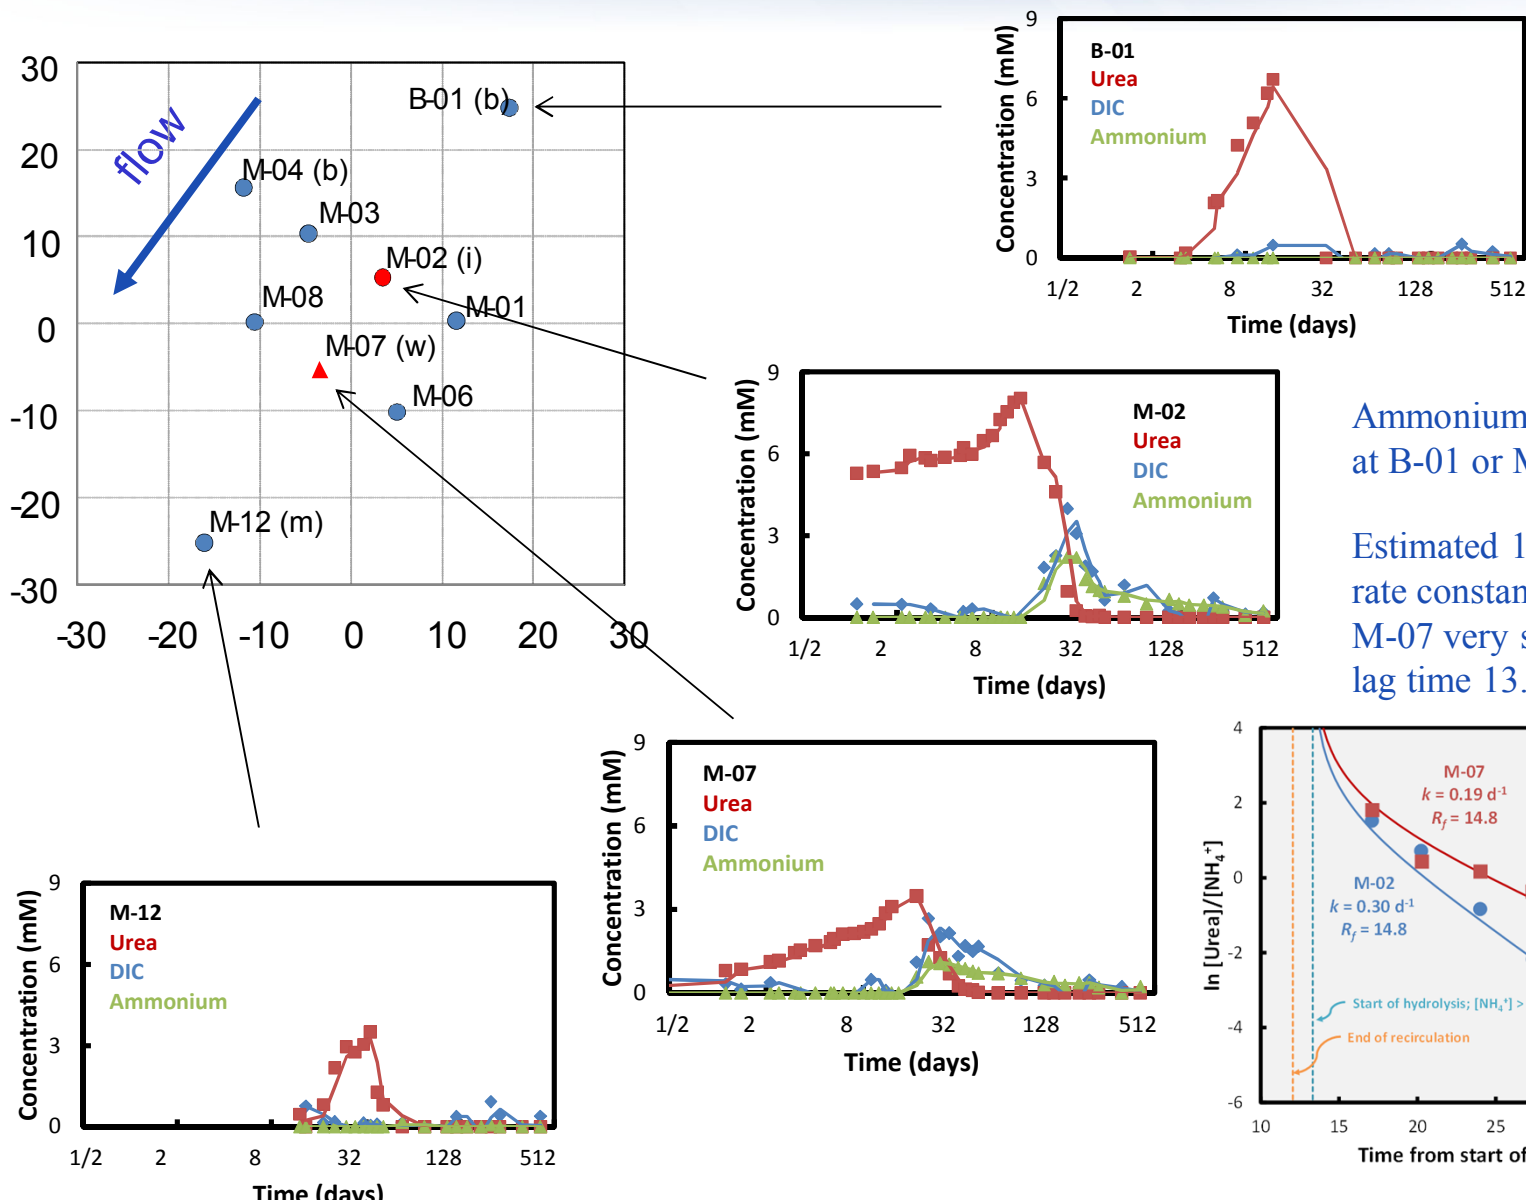 30
20
10
0
-10
-20
-30
-30
-20
-10
0
10
20
30
flow
B-01 (b)
M-04 (b)
M-03
M-02 (i)
M-08
M-01
M-07 (w)
M-06
M-12 (m)
Concentration (mM)
9
6
3
0
B-01
Urea
DIC
Ammonium
1/2
2
8
32
128
512
Time (days)
Concentration (mM)
9
6
3
0
M-02
Urea
DIC
Ammonium
1/2
2
8
32
128
512
Time (days)
Ammonium
at B-01 or M
Estimated 1
rate constan
M-07 very s
lag time 13.
Concentration (mM)
9
6
3
0
M-07
Urea
DIC
Ammonium
1/2
2
8
32
128
512
Time (days)
ln [Urea]/[NH₄⁺]
4
2
0
-2
-4
-6
M-07
k = 0.19 d⁻¹
R_f = 14.8
M-02
k = 0.30 d⁻¹
R_f = 14.8
Start of hydrolysis; [NH₄⁺] >
End of recirculation
10
15
20
25
Time from start of
Concentration (mM)
9
6
3
0
M-12
Urea
DIC
Ammonium
1/2
2
8
32
128
512
Time (days)